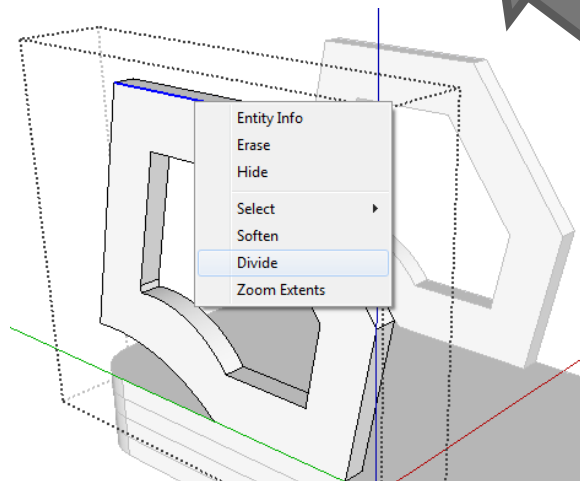 Entity Info
Erase
Hide
Select
Soften
Divide
Zoom Extents